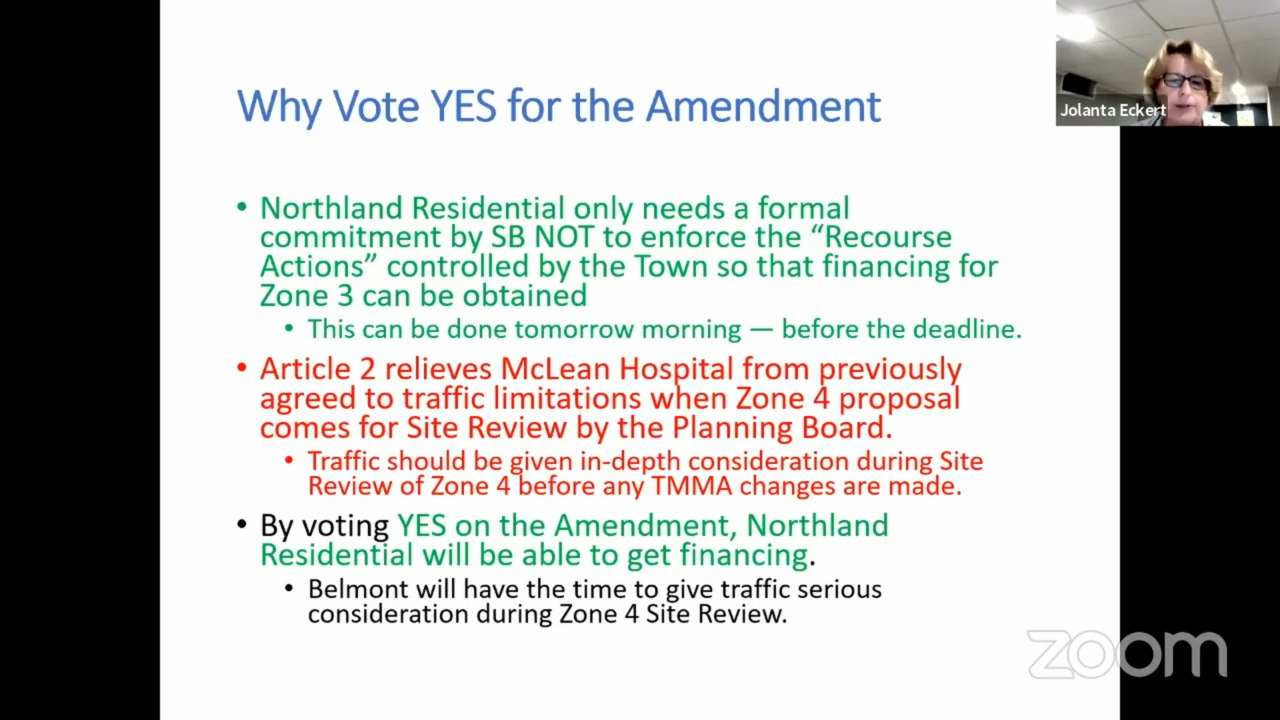 Why Vote YES for the Amendment
Jolanta Eckert
• Northland Residential only needs a formal
commitment by SB NOT to enforce the “Recourse
Actions” controlled by the Town so that financing for
Zone 3 can be obtained
• This can be done tomorrow morning — before the deadline.
• Article 2 relieves McLean Hospital from previously
agreed to traffic limitations when Zone 4 proposal
comes for Site Review by the Planning Board.
• Traffic should be given in-depth consideration during Site
Review of Zone 4 before any TMMA changes are made.
• By voting YES on the Amendment, Northland
Residential will be able to get financing.
• Belmont will have the time to give traffic serious
consideration during Zone 4 Site Review.
zoom